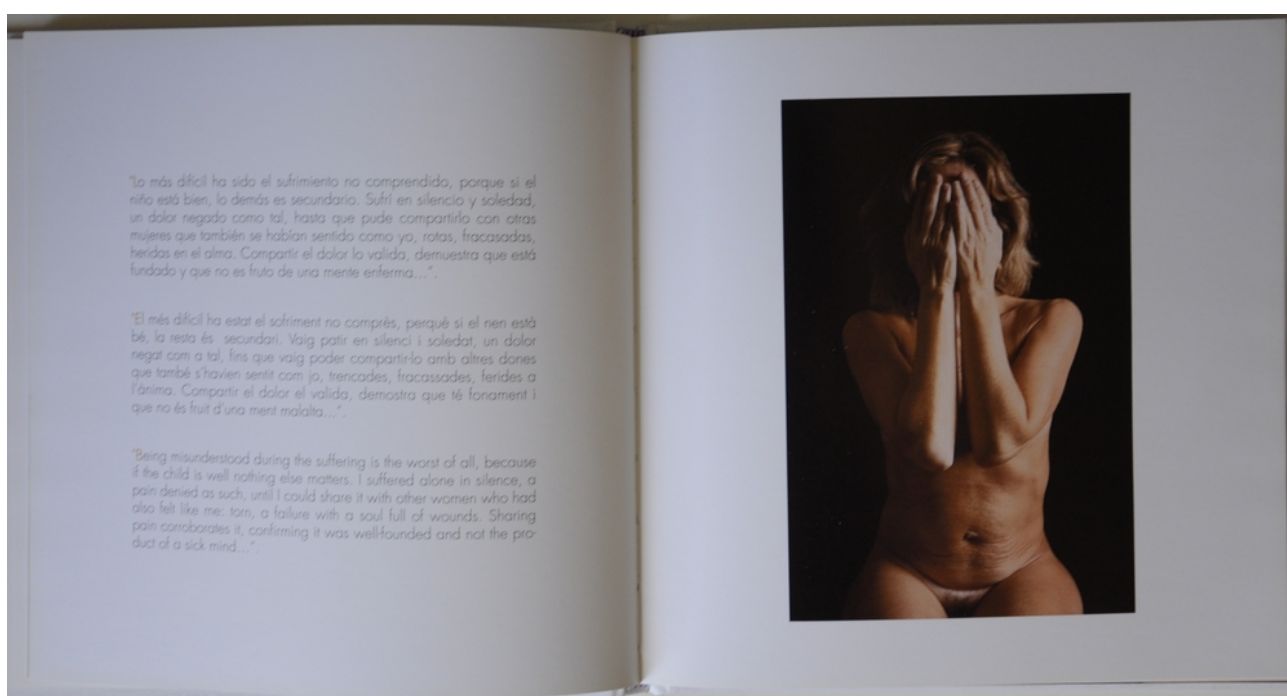 "Lo más difícil ha sido el sufrimiento no comprendido, porque si el
niño está bien, lo demás es secundario. Sufrí en silencio y soledad,
un dolor negado como tal, hasta que pude compartirlo con otras
mujeres que también se habían sentido como yo, rotas, fracasadas,
heridas en el alma. Compartir el dolor lo valida, demuestra que está
fundado y que no es fruto de una mente enferma...".
"El més difícil ha estat el sofriment no comprès, perquè si el nen està
bé, la resta és secundari. Vaig patir en silenci i soledat, un dolor
negat com a tal, fins que vaig poder compartir-lo amb altres dones
que també s'havien sentit com jo, trencades, fracassades, ferides a
l'ànima. Compartir el dolor el valida, demostra que té fonament i
que no és fruit d'una ment malalta...".
"Being misunderstood during the suffering is the worst of all, because
if the child is well nothing else matters. I suffered alone in silence, a
pain denied as such, until I could share it with other women who had
also felt like me: torn, a failure with a soul full of wounds. Sharing
pain corroborates it, confirming it was well-founded and not the pro-
duct of a sick mind...".